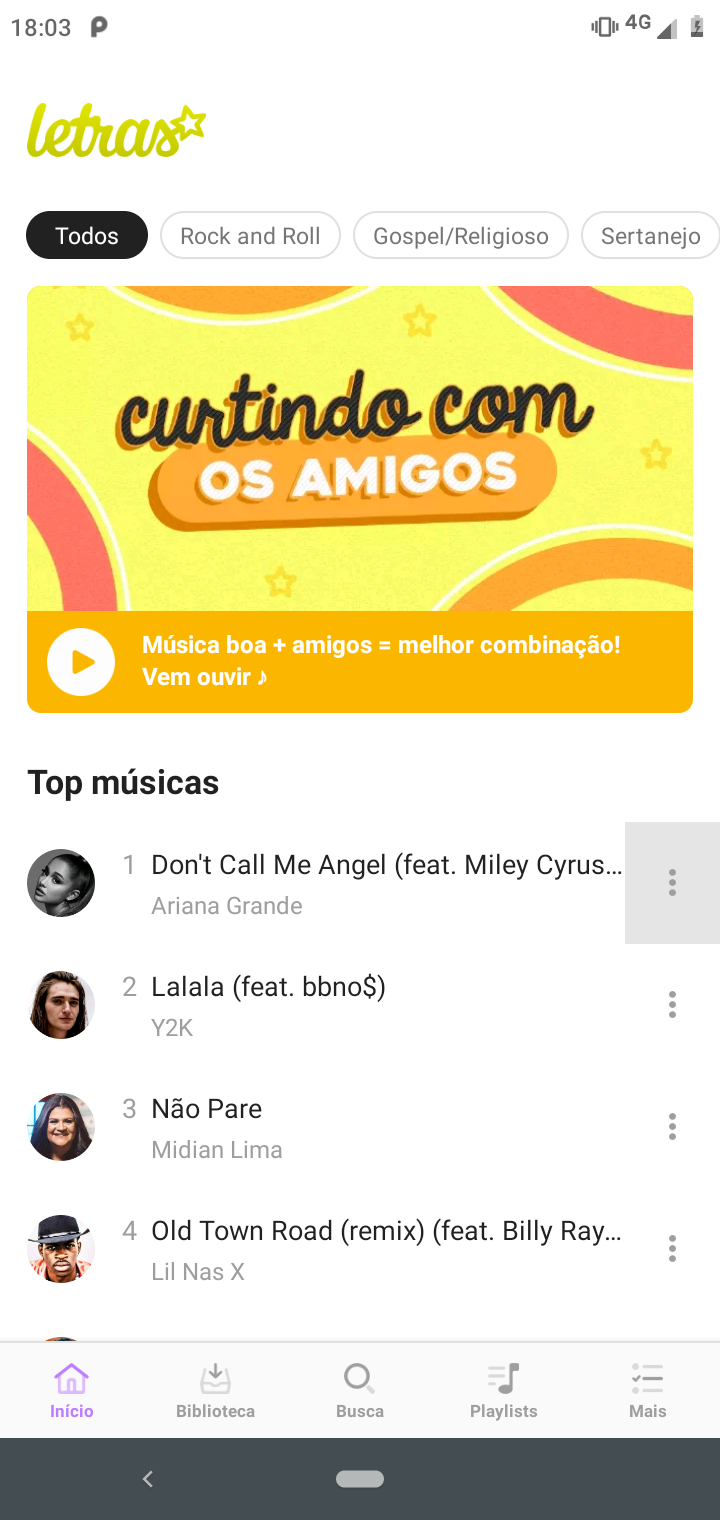 18:03
4G
letras
Todos
Rock and Roll
Gospel/Religioso
Sertanejo
curtindo com
OS AMIGOS
Música boa + amigos = melhor combinação!
Vem ouvir ♪
Top músicas
1 Don't Call Me Angel (feat. Miley Cyrus...
Ariana Grande
2 Lalala (feat. bbno$)
Y2K
3 Não Pare
Midian Lima
4 Old Town Road (remix) (feat. Billy Ray...
Lil Nas X
Início
Biblioteca
Busca
Playlists
Mais